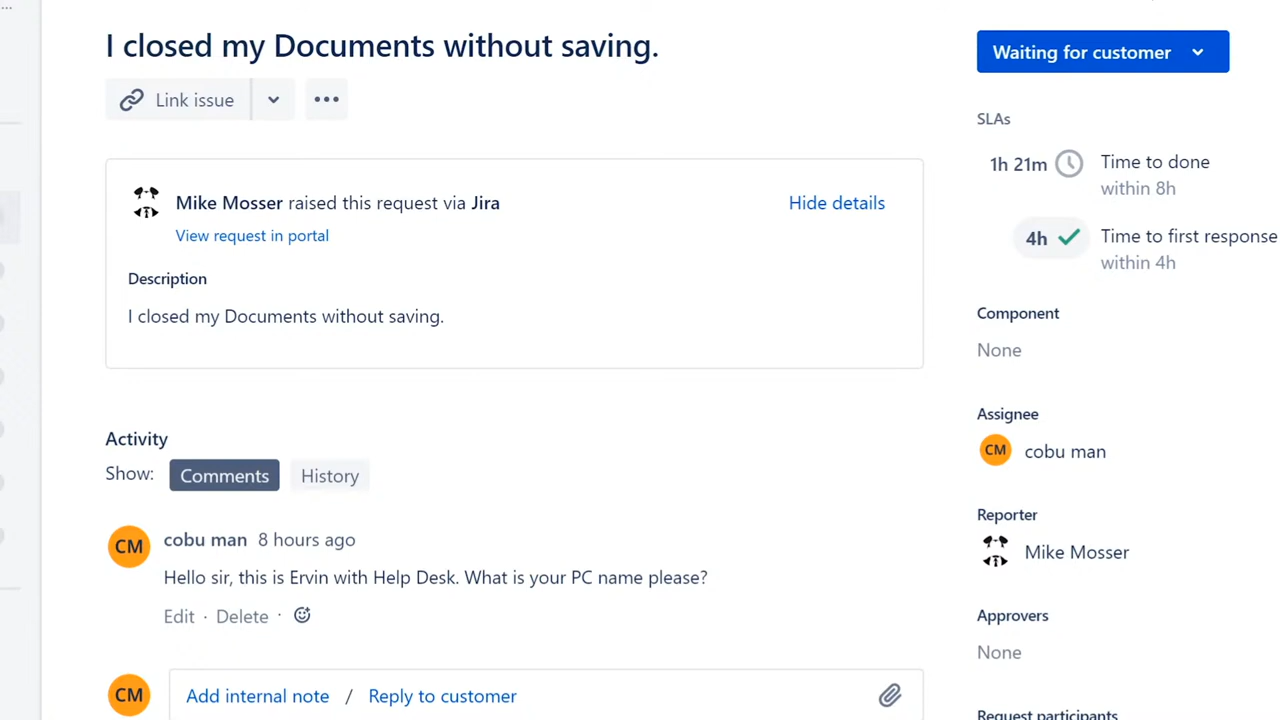 I closed my Documents without saving.
Waiting for customer
Link issue
SLAs
1h 21m Time to done
within 8h
Mike Mosser raised this request via Jira
Hide details
View request in portal
4h Time to first response
within 4h
Description
I closed my Documents without saving.
Component
None
Assignee
CM cobu man
Activity
Show: Comments History
Reporter
Mike Mosser
CM cobu man 8 hours ago
Hello sir, this is Ervin with Help Desk. What is your PC name please?
Edit · Delete ·
Approvers
None
CM Add internal note / Reply to customer
Request participants